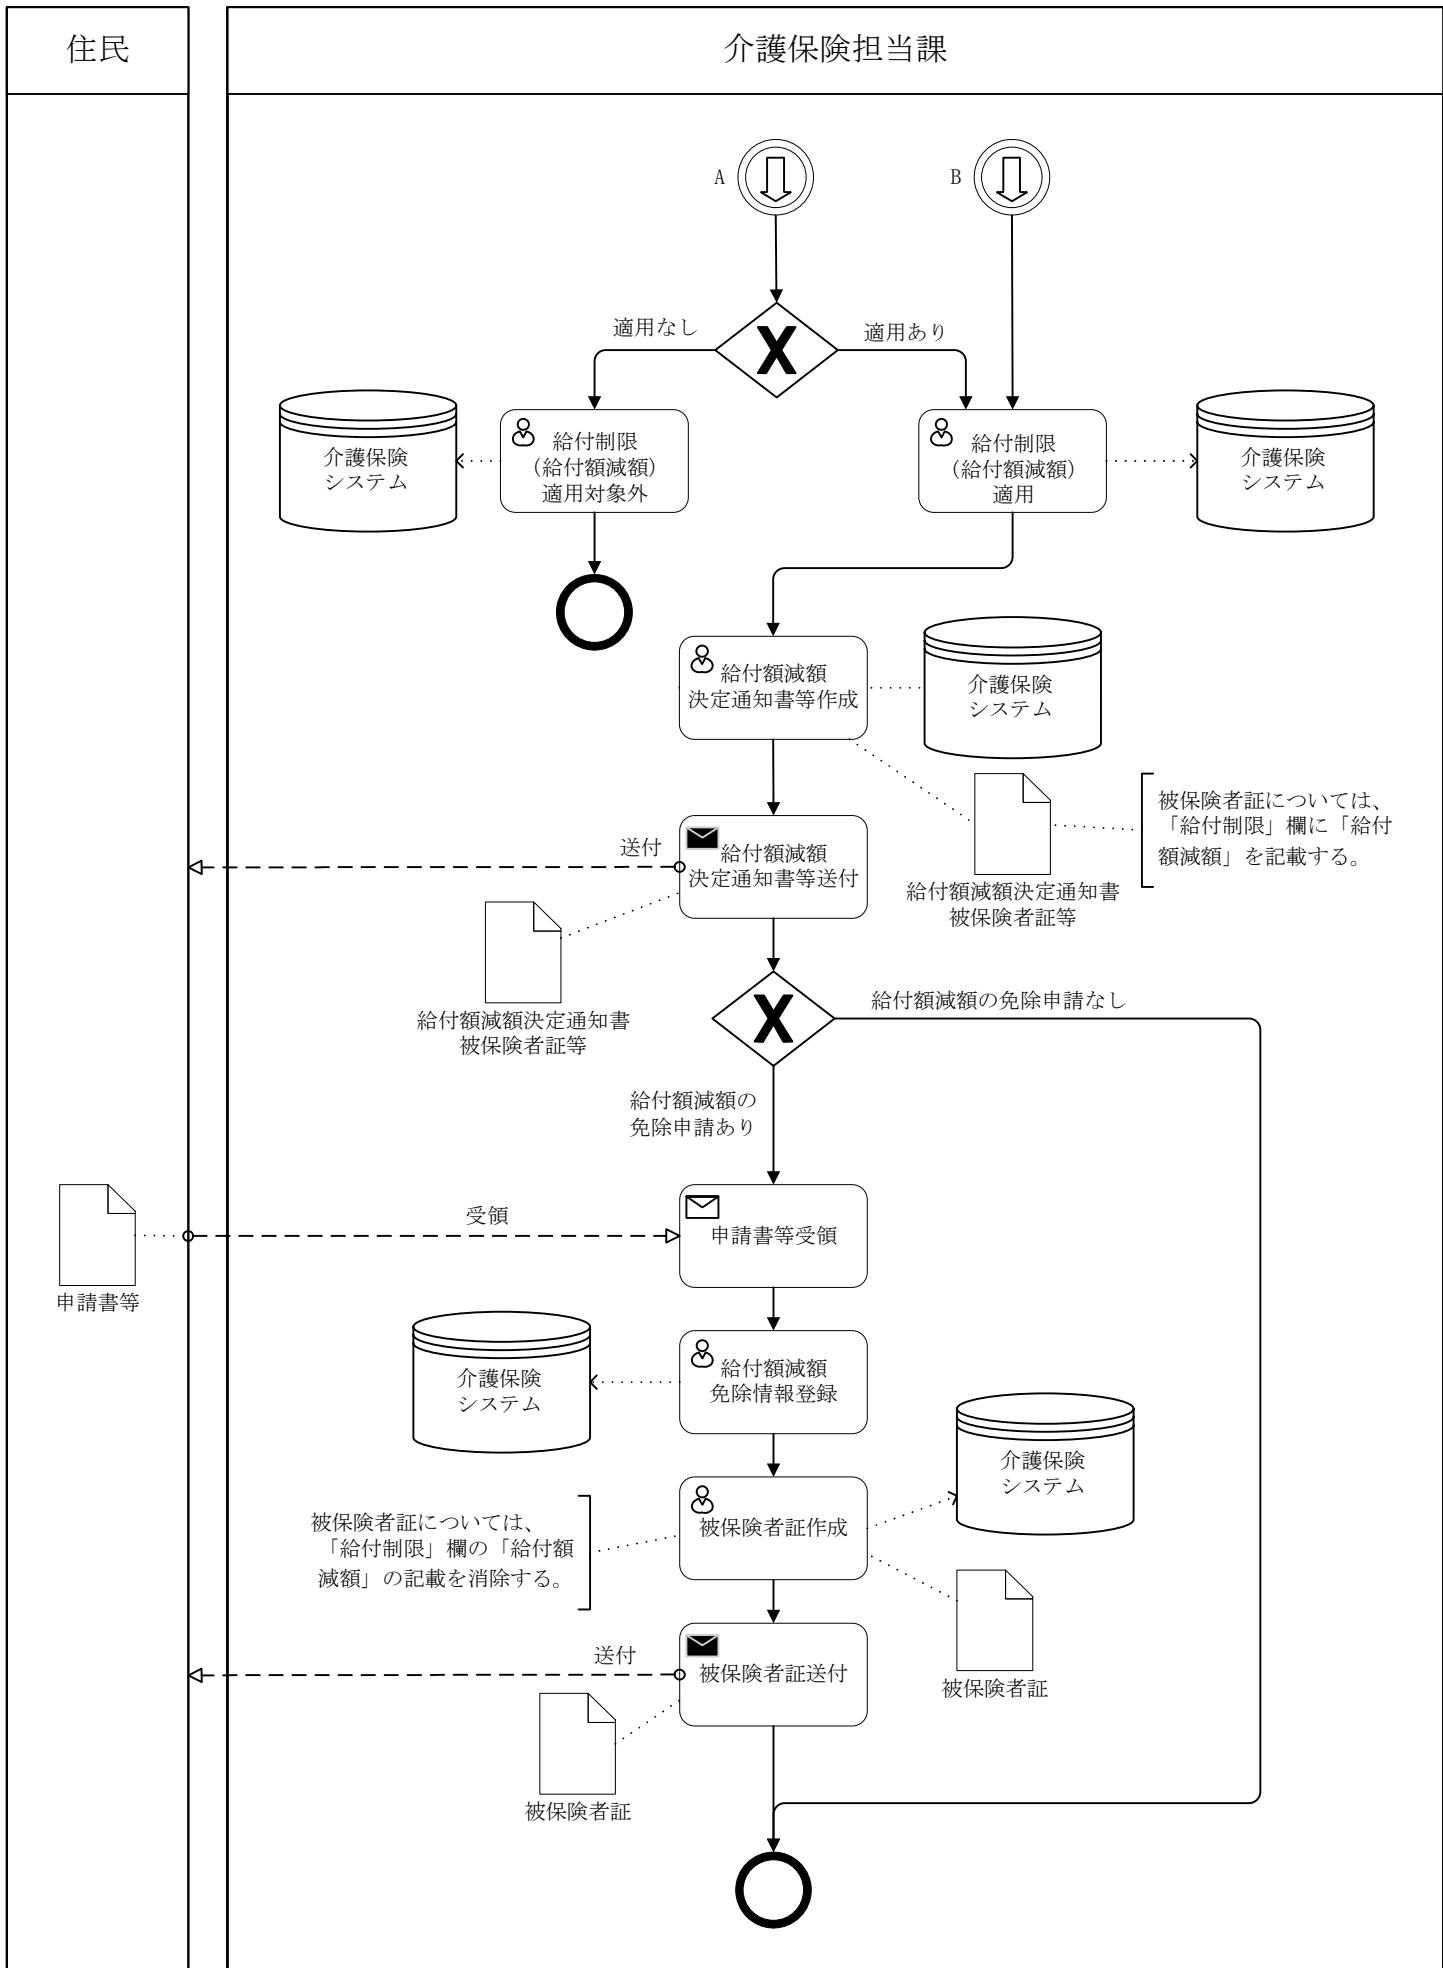 住民
介護保険担当課
A
B
適用なし
適用あり
介護保険
システム
給付制限
（給付額減額）
適用対象外
給付制限
（給付額減額）
適用
介護保険
システム
給付額減額
決定通知書等作成
介護保険
システム
被保険者証については、
「給付制限」欄に「給付
額減額」を記載する。
給付額減額決定通知書
被保険者証等
送付
給付額減額
決定通知書等送付
給付額減額決定通知書
被保険者証等
給付額減額の免除申請なし
給付額減額の
免除申請あり
申請書等
受領
申請書等受領
介護保険
システム
給付額減額
免除情報登録
介護保険
システム
被保険者証については、
「給付制限」欄の「給付額
減額」の記載を消除する。
被保険者証作成
被保険者証
送付
被保険者証送付
被保険者証